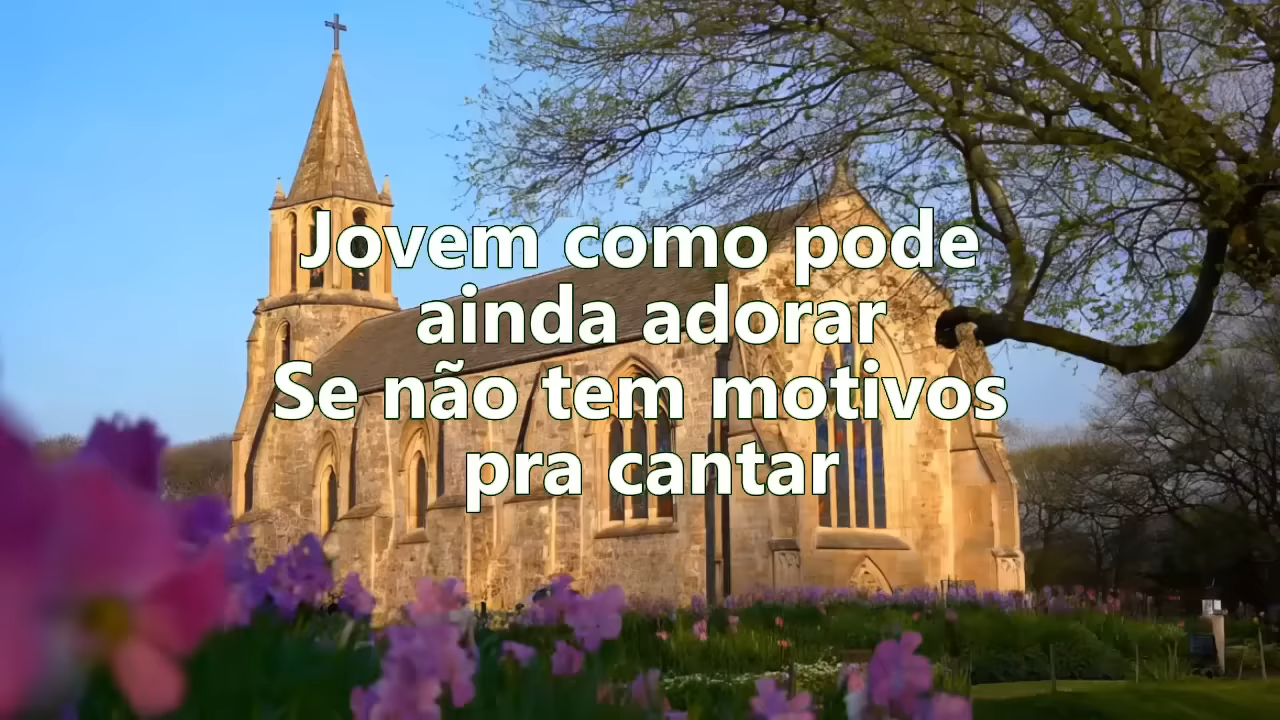 Jovem como pode
ainda adorar
Se não tem motivos
pra cantar